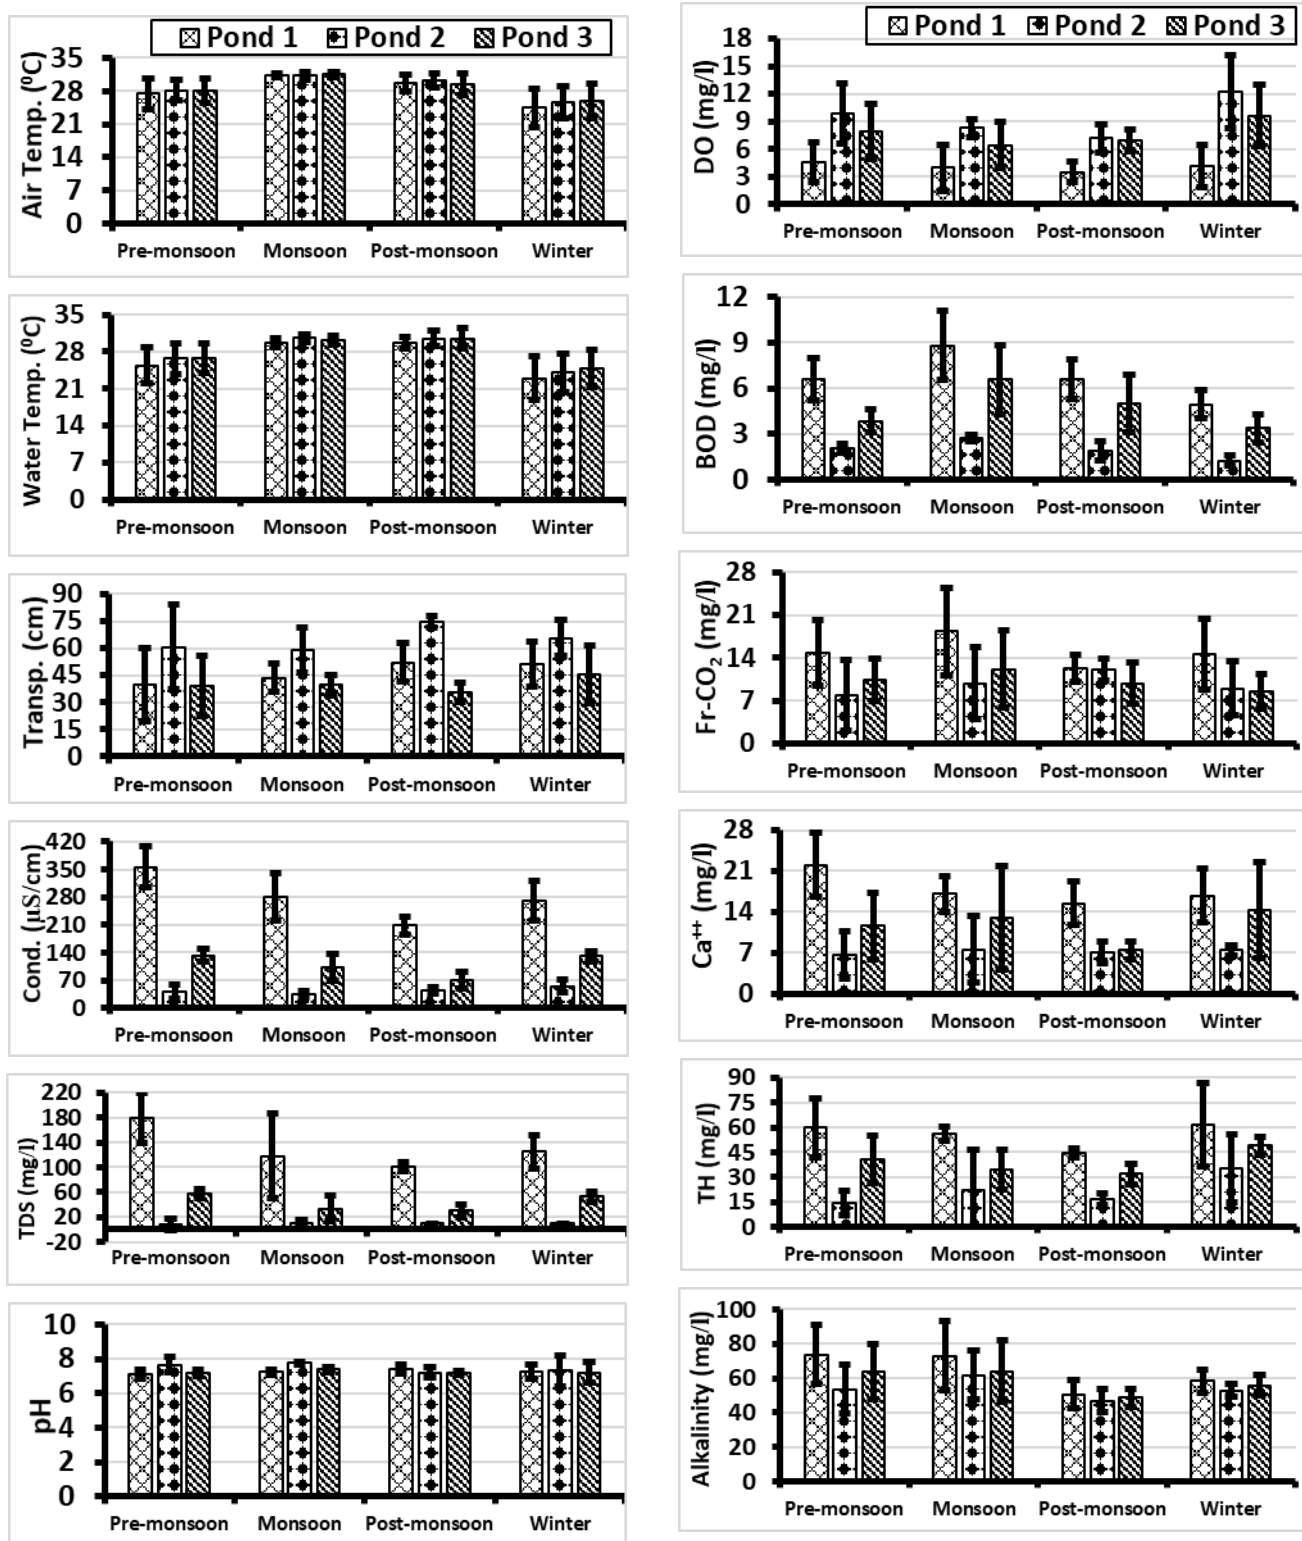 Pond 1 Pond 2 Pond 3
Air Temp. (⁰C)
35
28
21
14
7
0
Pre-monsoon Monsoon Post-monsoon Winter
Water Temp. (⁰C)
35
28
21
14
7
0
Pre-monsoon Monsoon Post-monsoon Winter
Transp. (cm)
90
75
60
45
30
15
0
Pre-monsoon Monsoon Post-monsoon Winter
Cond. (µS/cm)
420
350
280
210
140
70
0
Pre-monsoon Monsoon Post-monsoon Winter
TDS (mg/l)
220
180
140
100
60
20
-20
Pre-monsoon Monsoon Post-monsoon Winter
pH
10
8
6
4
2
0
Pre-monsoon Monsoon Post-monsoon Winter
Pond 1 Pond 2 Pond 3
DO (mg/l)
18
15
12
9
6
3
0
Pre-monsoon Monsoon Post-monsoon Winter
BOD (mg/l)
12
9
6
3
0
Pre-monsoon Monsoon Post-monsoon Winter
Fr-CO₂ (mg/l)
28
21
14
7
0
Pre-monsoon Monsoon Post-monsoon Winter
Ca⁺⁺ (mg/l)
28
21
14
7
0
Pre-monsoon Monsoon Post-monsoon Winter
TH (mg/l)
90
75
60
45
30
15
0
Pre-monsoon Monsoon Post-monsoon Winter
Alkalinity (mg/l)
100
80
60
40
20
0
Pre-monsoon Monsoon Post-monsoon Winter